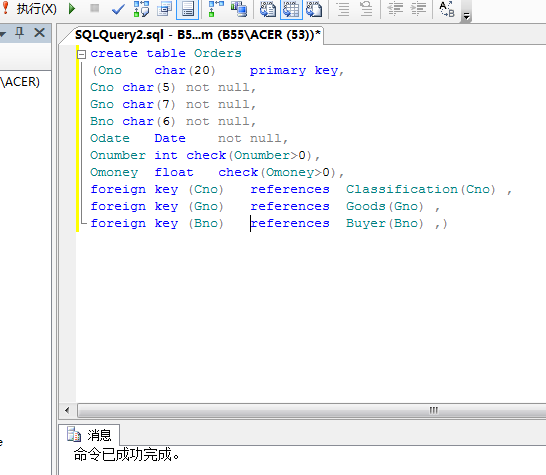 执行(X)
\ACER)
SQLQuery2.sql - B5...m (B55\ACER (53))*
create table Orders
(Ono char(20) primary key,
Cno char(5) not null,
Gno char(7) not null,
Bno char(6) not null,
Odate Date not null,
Onumber int check(Onumber>0),
Omoney float check(Omoney>0),
foreign key (Cno) references Classification(Cno) ,
foreign key (Gno) references Goods(Gno) ,
foreign key (Bno) references Buyer(Bno) ,)
消息
命令已成功完成。
e